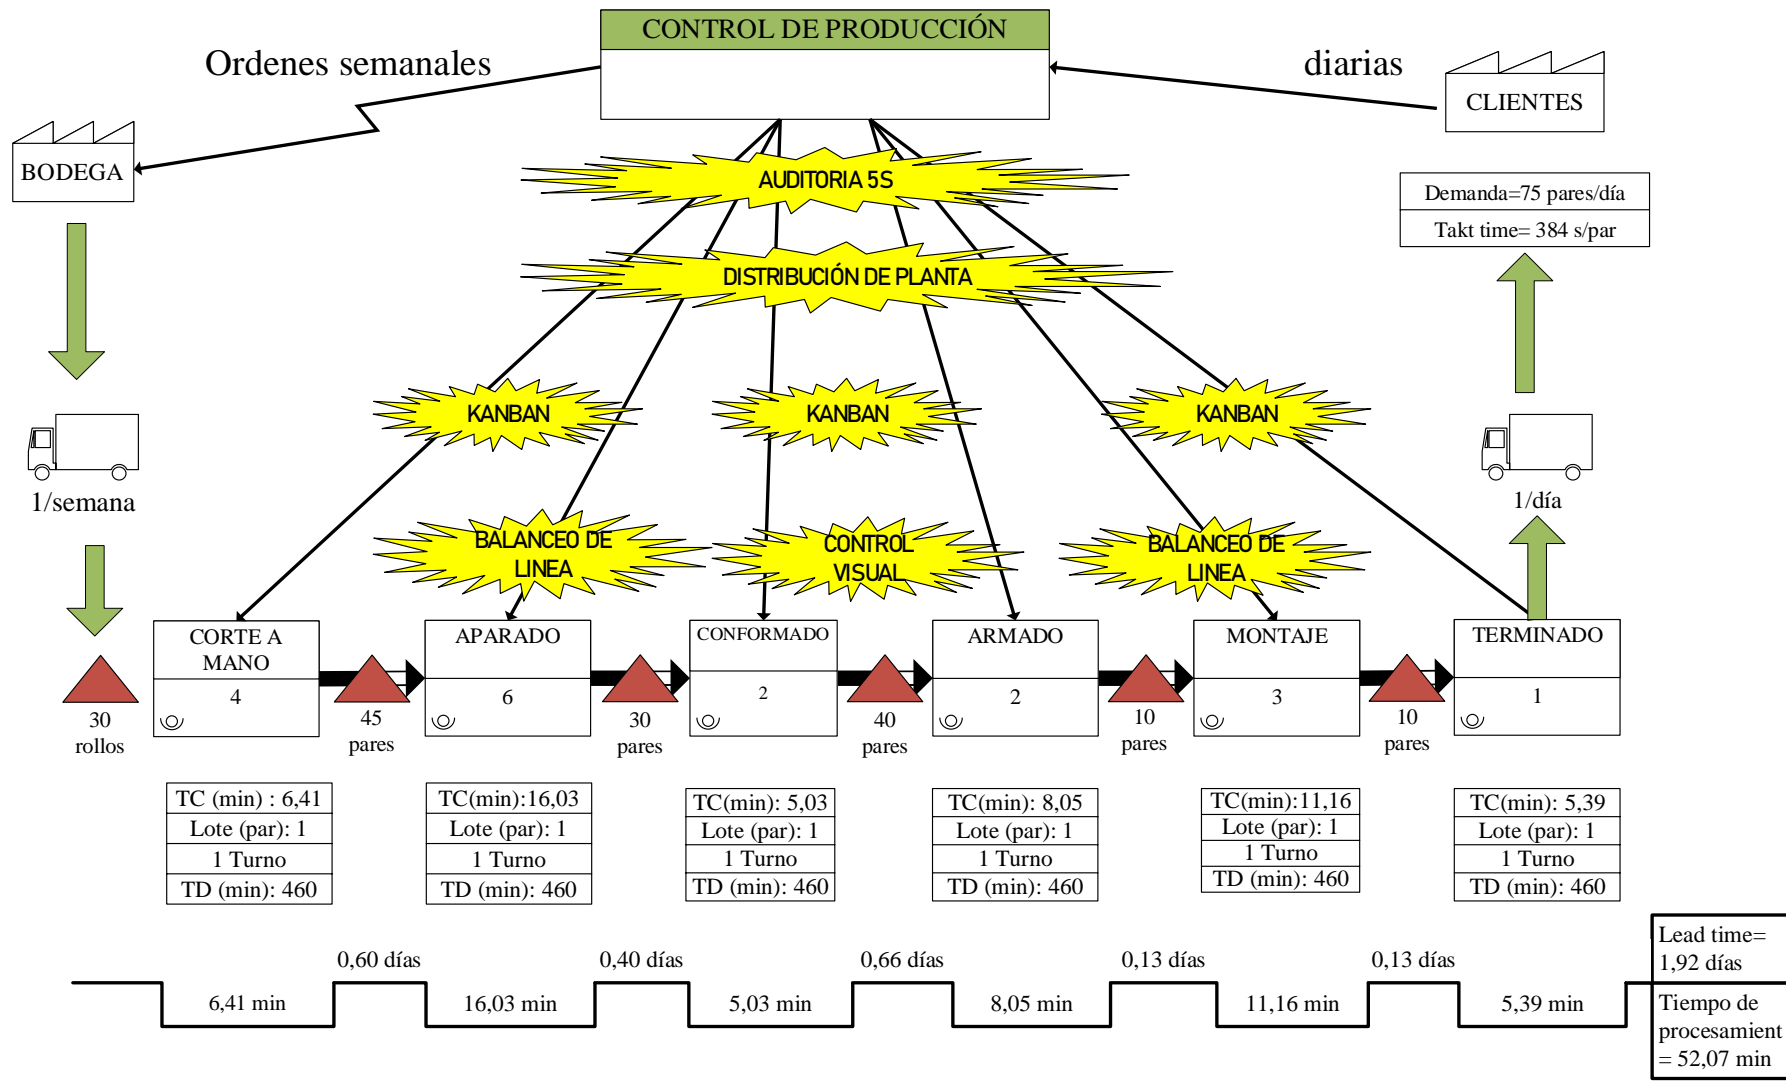 CONTROL DE PRODUCCIÓN
Ordenes semanales
diarias
CLIENTES
BODEGA
Demanda=75 pares/día
Takt time= 384 s/par
AUDITORIA 5S
DISTRIBUCIÓN DE PLANTA
KANBAN
KANBAN
KANBAN
1/semana
1/día
BALANCEO DE
LINEA
CONTROL
VISUAL
BALANCEO DE
LINEA
30
rollos
CORTE A
MANO
4
45
pares
APARADO
6
30
pares
CONFORMADO
2
40
pares
ARMADO
2
10
pares
MONTAJE
3
10
pares
TERMINADO
1
TC (min) : 6,41
Lote (par): 1
1 Turno
TD (min): 460
TC(min):16,03
Lote (par): 1
1 Turno
TD (min): 460
TC(min): 5,03
Lote (par): 1
1 Turno
TD (min): 460
TC(min): 8,05
Lote (par): 1
1 Turno
TD (min): 460
TC(min):11,16
Lote (par): 1
1 Turno
TD (min): 460
TC(min): 5,39
Lote (par): 1
1 Turno
TD (min): 460
0,60 días
0,40 días
0,66 días
0,13 días
0,13 días
6,41 min
16,03 min
5,03 min
8,05 min
11,16 min
5,39 min
Lead time=
1,92 días
Tiempo de
procesamient
= 52,07 min